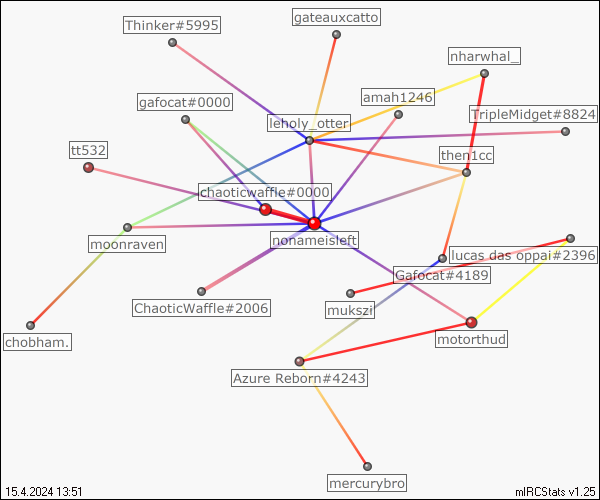 gateauxcatto
Thinker#5995
nharwhal_
amah1246
gafocat#0000
TripleMidget#8824
leholy_otter
tt532
then1cc
chaoticwaffle#0000
nonameisleft
moonraven
lucas das oppai#2396
Gafocat#4189
ChaoticWaffle#2006
mukszi
motorthud
chobham.
Azure Reborn#4243
mercurybro
15.4.2024 13:51
mIRCStats v1.25